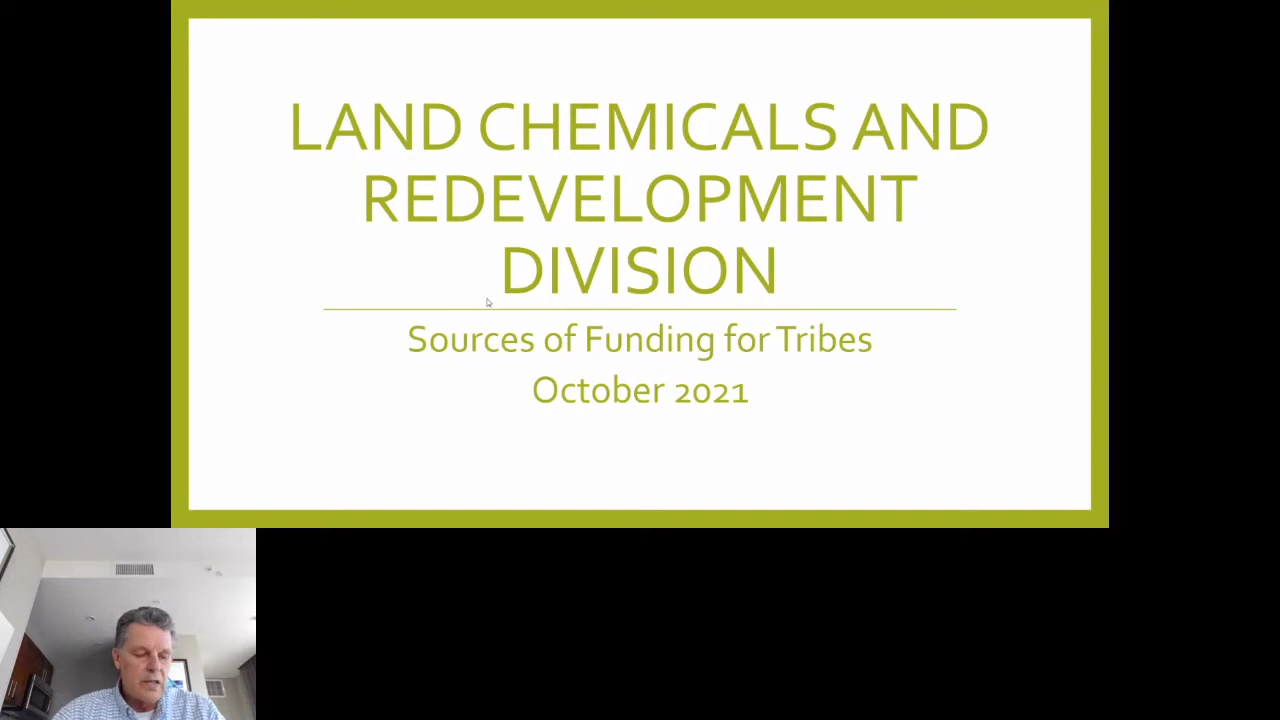 LAND CHEMICALS AND
REDEVELOPMENT
DIVISION
Sources of Funding for Tribes
October 2021